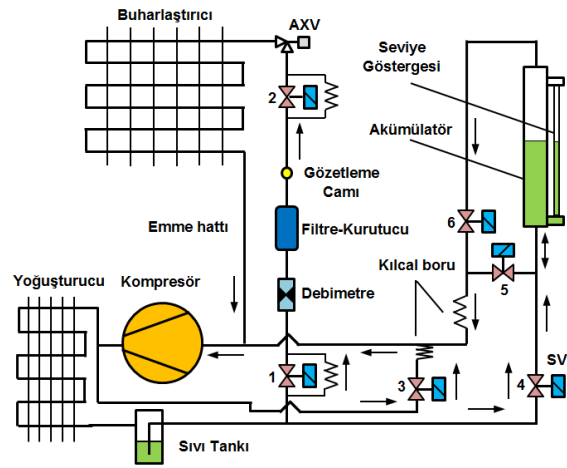 Buharlaştırıcı
AXV
Seviye
Göstergesi
2
Akümülatör
Gözetleme
Camı
6
Emme hattı
Filtre-Kurutucu
Kılcal boru
5
Yoğuşturucu
Kompresör
Debimetre
SV
1
3
4
Sıvı Tankı